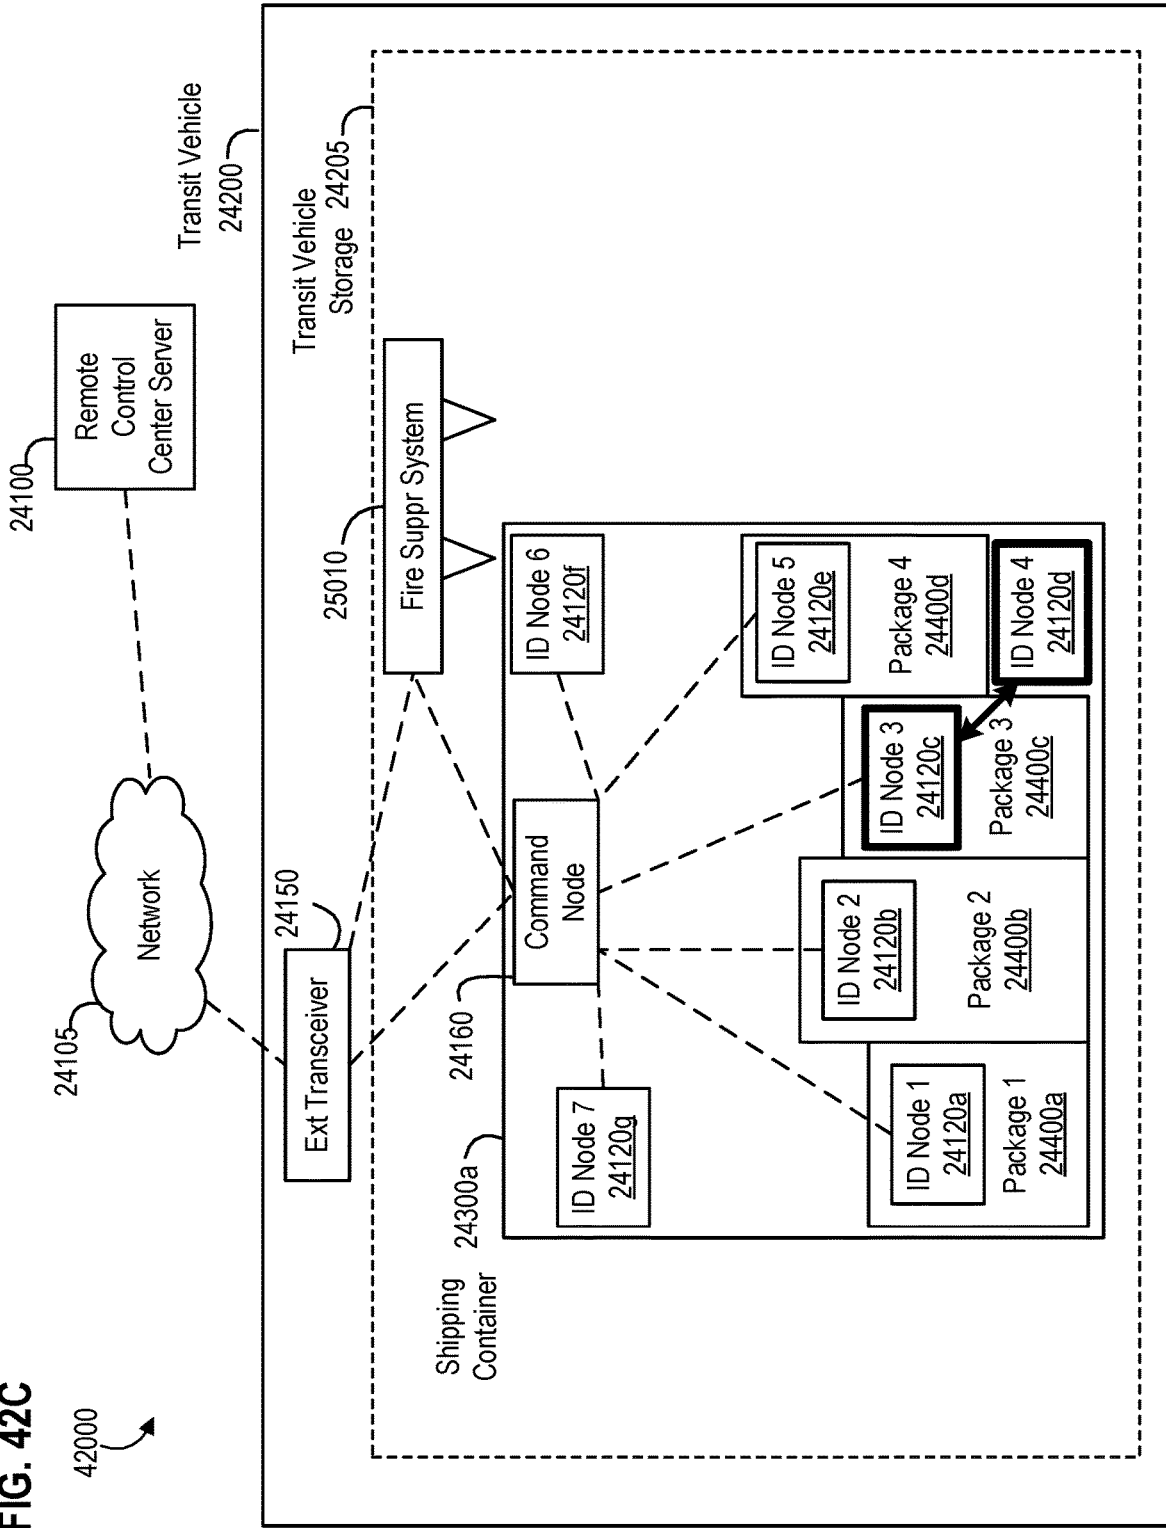 FIG. 42C
42000
24105
Network
24100
Remote
Control
Center Server
Transit Vehicle
24200
Ext Transceiver
24150
Transit Vehicle
Storage 24205
25010
Fire Suppr System
Shipping
Container
24300a
24160
Command
Node
ID Node 7
24120g
ID Node 6
24120f
ID Node 1
24120a
Package 1
24400a
ID Node 2
24120b
Package 2
24400b
ID Node 3
24120c
Package 3
24400c
ID Node 5
24120e
Package 4
24400d
ID Node 4
24120d